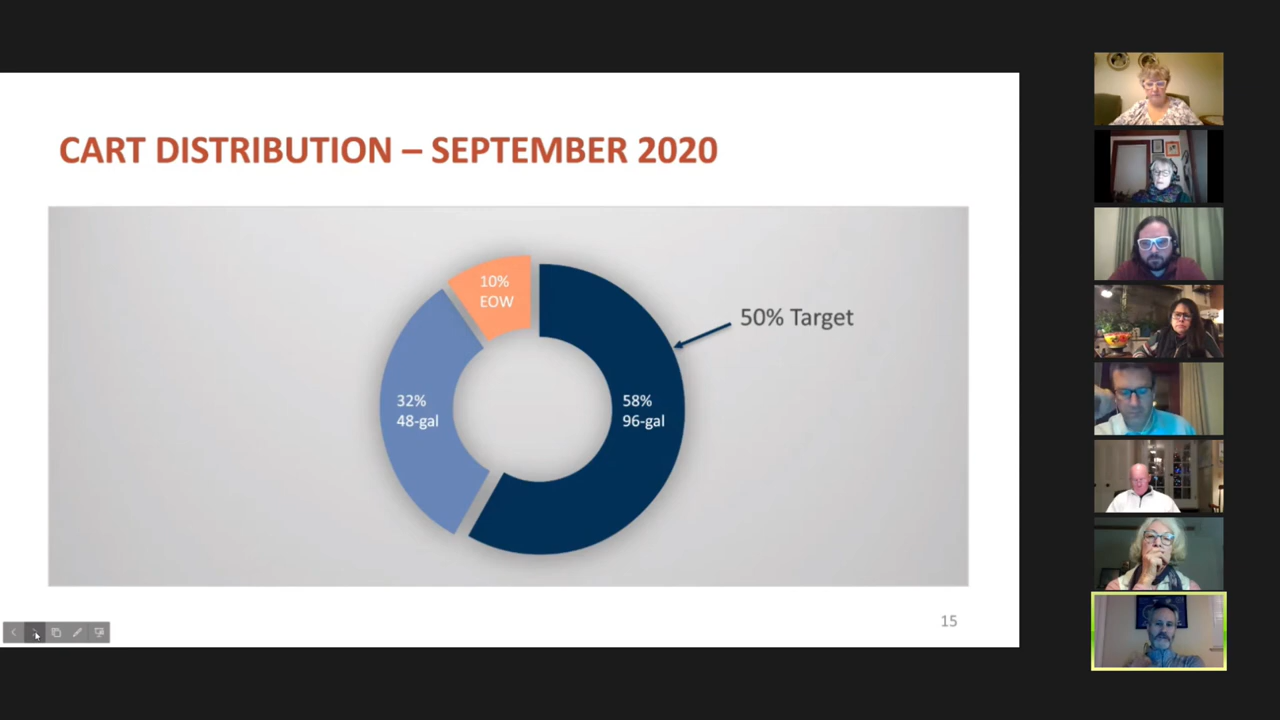 CART DISTRIBUTION – SEPTEMBER 2020
10%
EOW
50% Target
32%
48-gal
58%
96-gal
15